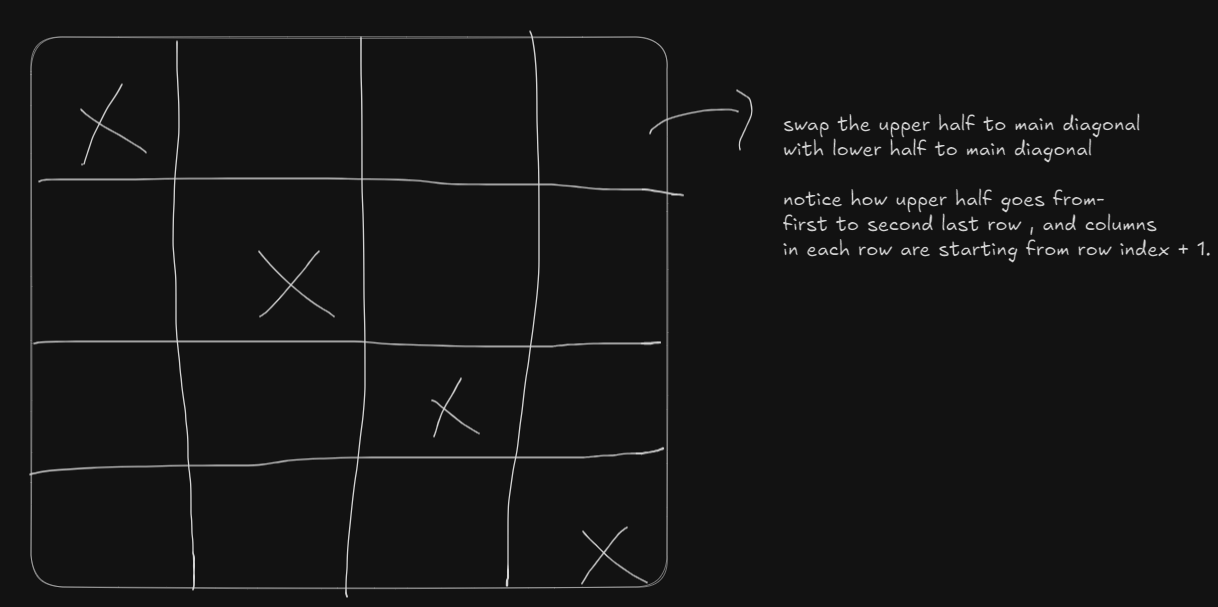 swap the upper half to main diagonal
with lower half to main diagonal
notice how upper half goes from-
first to second last row , and columns
in each row are starting from row index + 1.